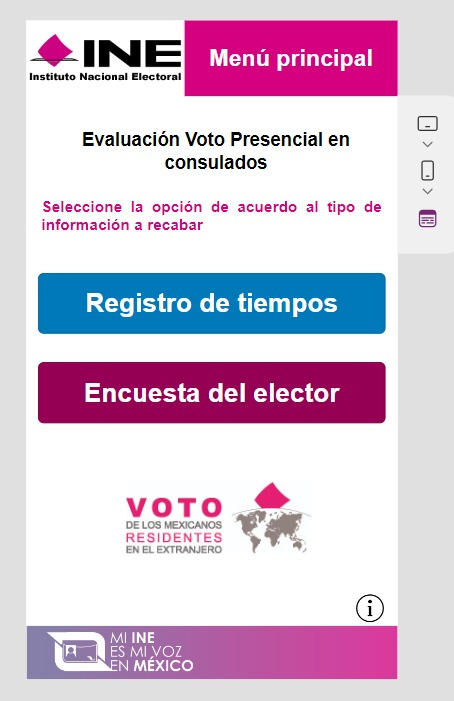 INE
Instituto Nacional Electoral
Menú principal
Evaluación Voto Presencial en
consulados
Seleccione la opción de acuerdo al tipo de
información a recabar
Registro de tiempos
Encuesta del elector
VOTO
DE LOS MEXICANOS
RESIDENTES
EN EL EXTRANJERO
i
MI INE
ES MI VOZ
EN MÉXICO